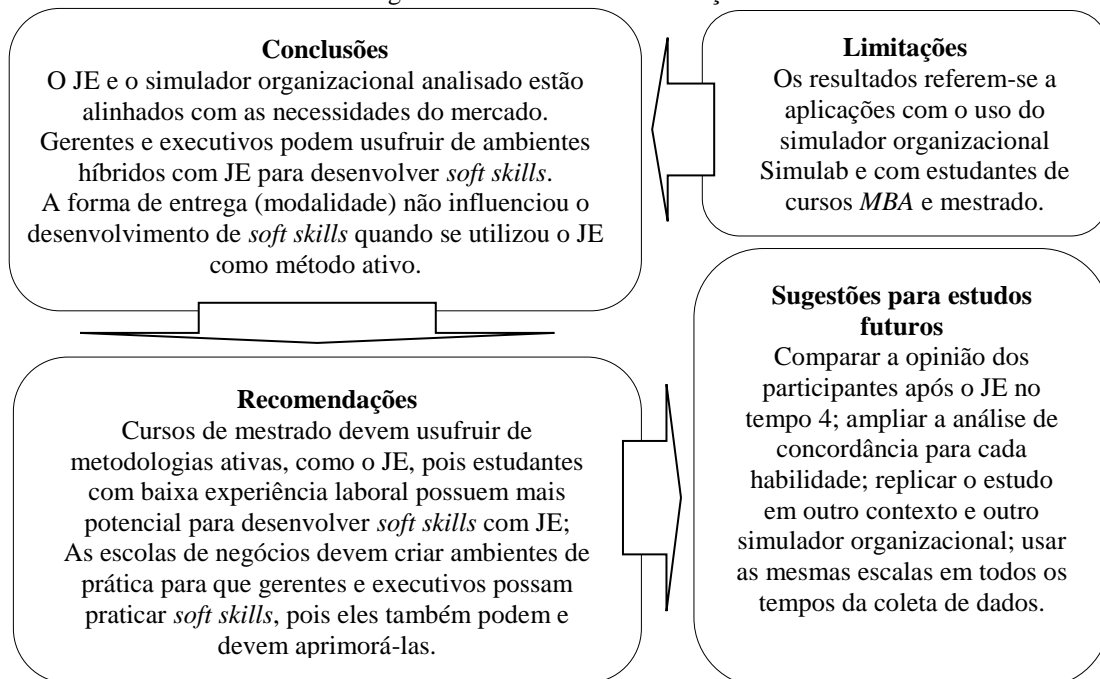 Conclusões
O JE e o simulador organizacional analisado estão
alinhados com as necessidades do mercado.
Gerentes e executivos podem usufruir de ambientes
híbridos com JE para desenvolver soft skills.
A forma de entrega (modalidade) não influenciou o
desenvolvimento de soft skills quando se utilizou o JE
como método ativo.
Limitações
Os resultados referem-se a
aplicações com o uso do
simulador organizacional
Simulab e com estudantes de
cursos MBA e mestrado.
Recomendações
Cursos de mestrado devem usufruir de
metodologias ativas, como o JE, pois estudantes
com baixa experiência laboral possuem mais
potencial para desenvolver soft skills com JE;
As escolas de negócios devem criar ambientes de
prática para que gerentes e executivos possam
praticar soft skills, pois eles também podem e
devem aprimorá-las.
Sugestões para estudos
futuros
Comparar a opinião dos
participantes após o JE no
tempo 4; ampliar a análise de
concordância para cada
habilidade; replicar o estudo
em outro contexto e outro
simulador organizacional; usar
as mesmas escalas em todos os
tempos da coleta de dados.